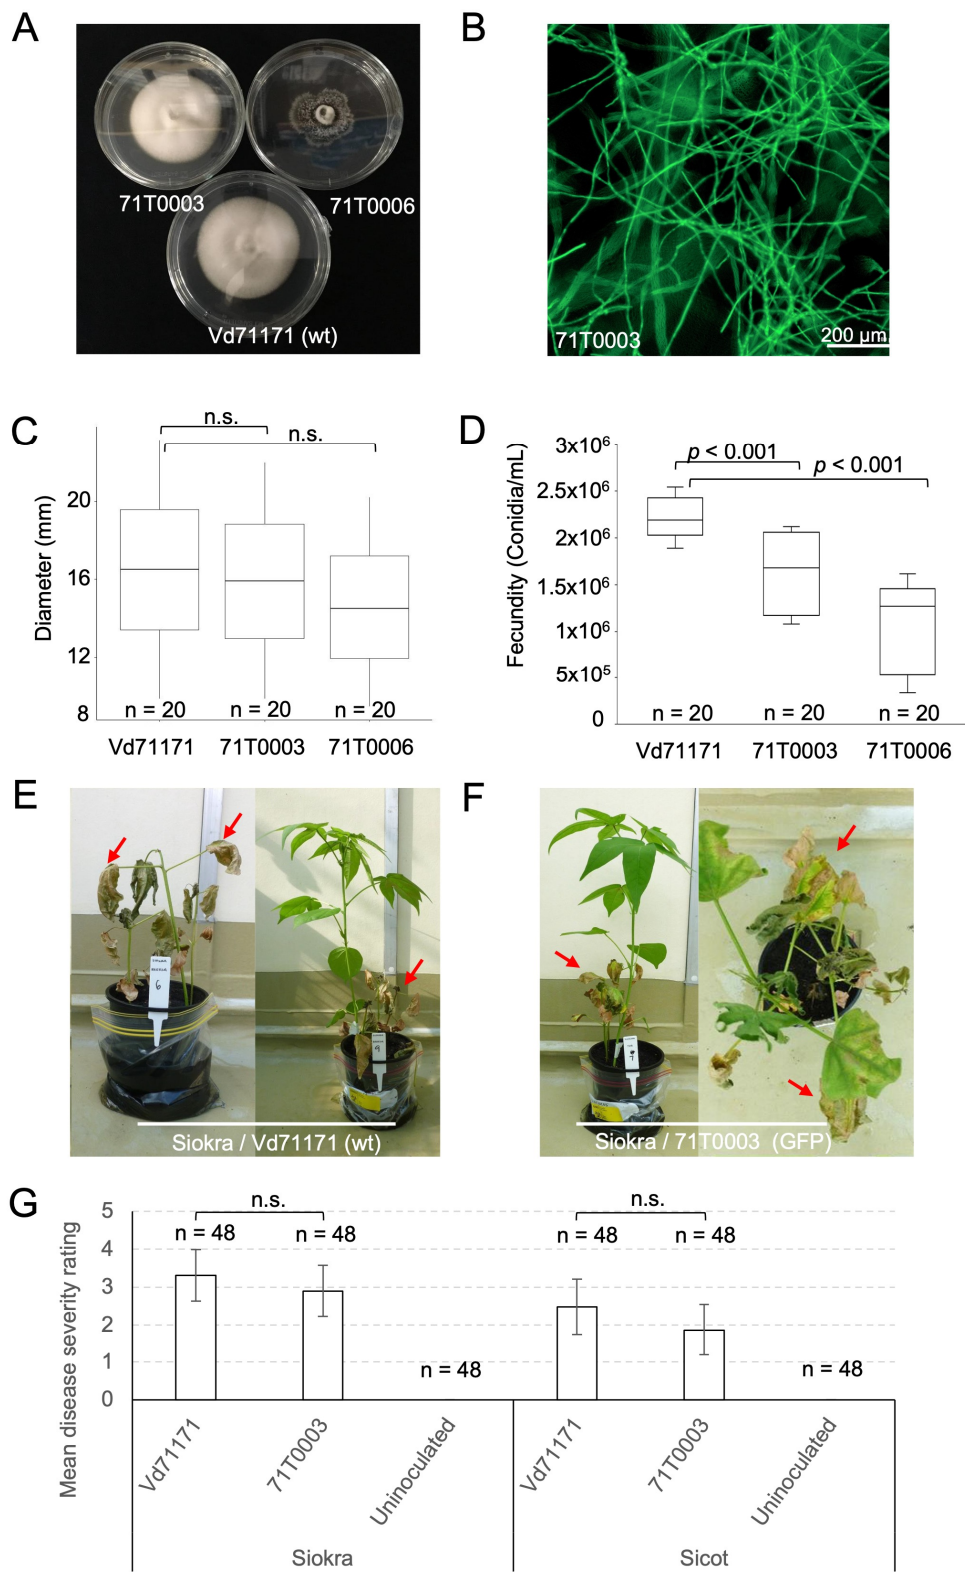 A
71T0003
71T0006
Vd71171 (wt)
B
71T0003
200 µm
C
n.s.
n.s.
Diameter (mm)
20
16
12
8
n = 20
n = 20
n = 20
Vd71171
71T0003
71T0006
D
p < 0.001
p < 0.001
Fecundity (Conidia/mL)
3x10⁶
2.5x10⁶
2x10⁶
1.5x10⁶
1x10⁶
5x10⁵
0
n = 20
n = 20
n = 20
Vd71171
71T0003
71T0006
E
6
9
Siokra / Vd71171 (wt)
F
Siokra / 71T0003 (GFP)
G
Mean disease severity rating
5
4
3
2
1
0
n.s.
n.s.
n = 48
n = 48
n = 48
n = 48
n = 48
n = 48
Vd71171
71T0003
Uninoculated
Vd71171
71T0003
Uninoculated
Siokra
Sicot